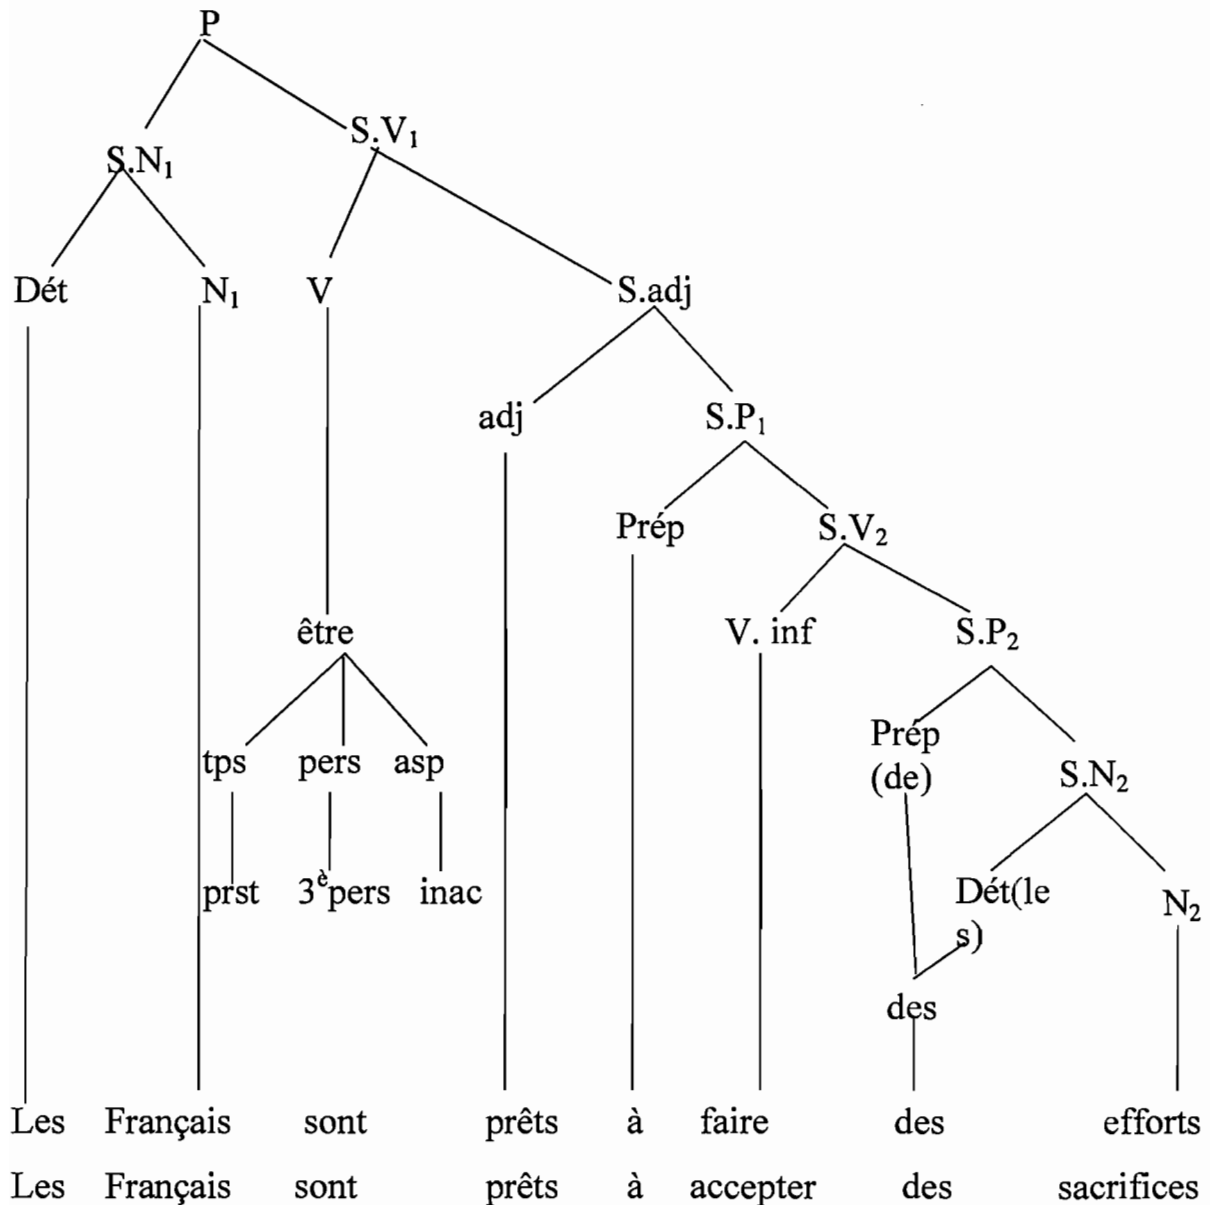 P
S.V₁
S.N₁
Dét N₁ V S.adj
adj S.P₁
Prép S.V₂
être V. inf S.P₂
Prép
(de)
tps pers asp S.N₂
prst 3èpers inac Dét(le
s) N₂
des
Les Français sont prêts à faire des efforts
Les Français sont prêts à accepter des sacrifices